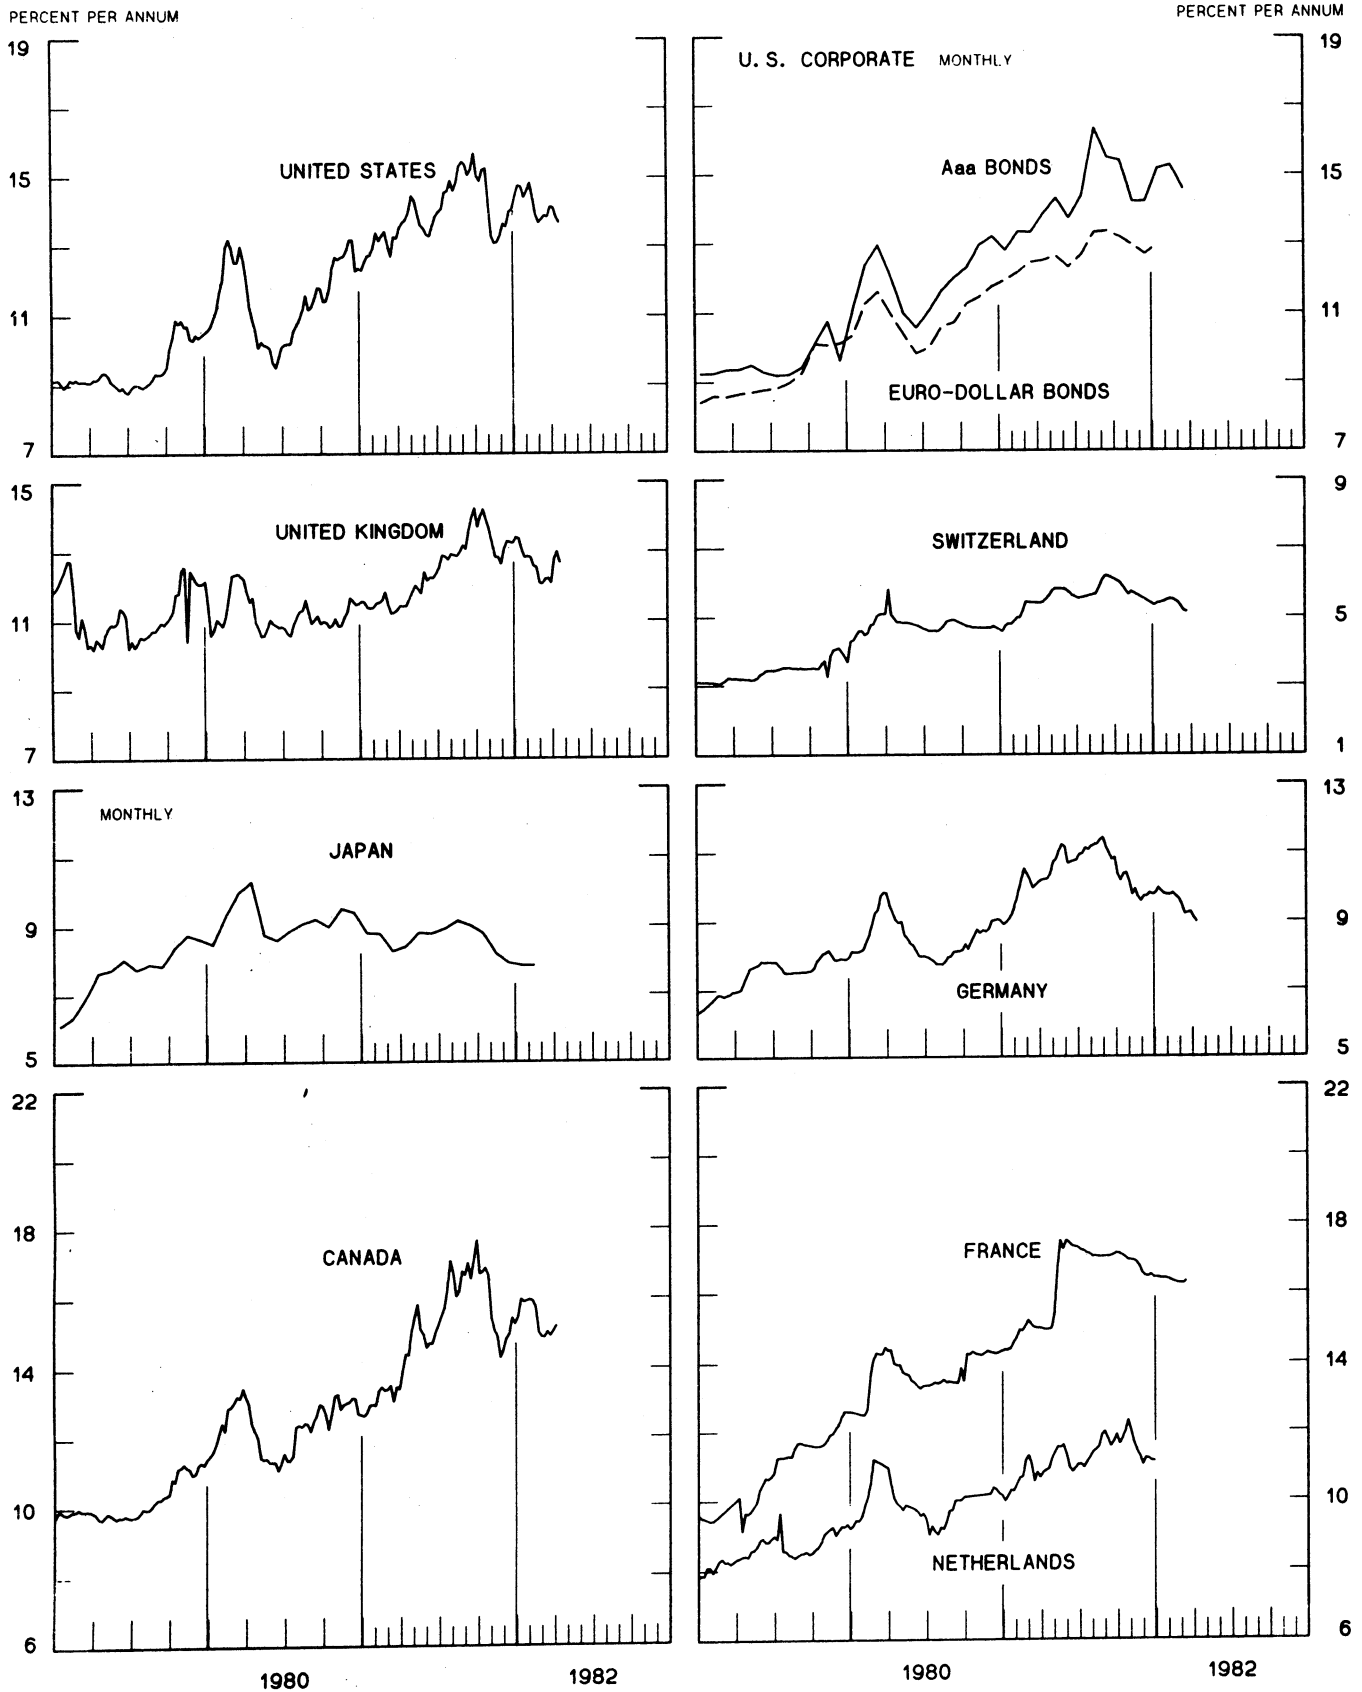 PERCENT PER ANNUM
PERCENT PER ANNUM
19
UNITED STATES
15
11
7
U.S. CORPORATE MONTHLY
19
Aaa BONDS
15
11
EURO-DOLLAR BONDS
7
15
UNITED KINGDOM
11
7
9
SWITZERLAND
5
1
13
MONTHLY
JAPAN
9
5
13
9
GERMANY
5
22
18
CANADA
14
10
6
22
18
FRANCE
14
10
NETHERLANDS
6
1980
1982
1980
1982